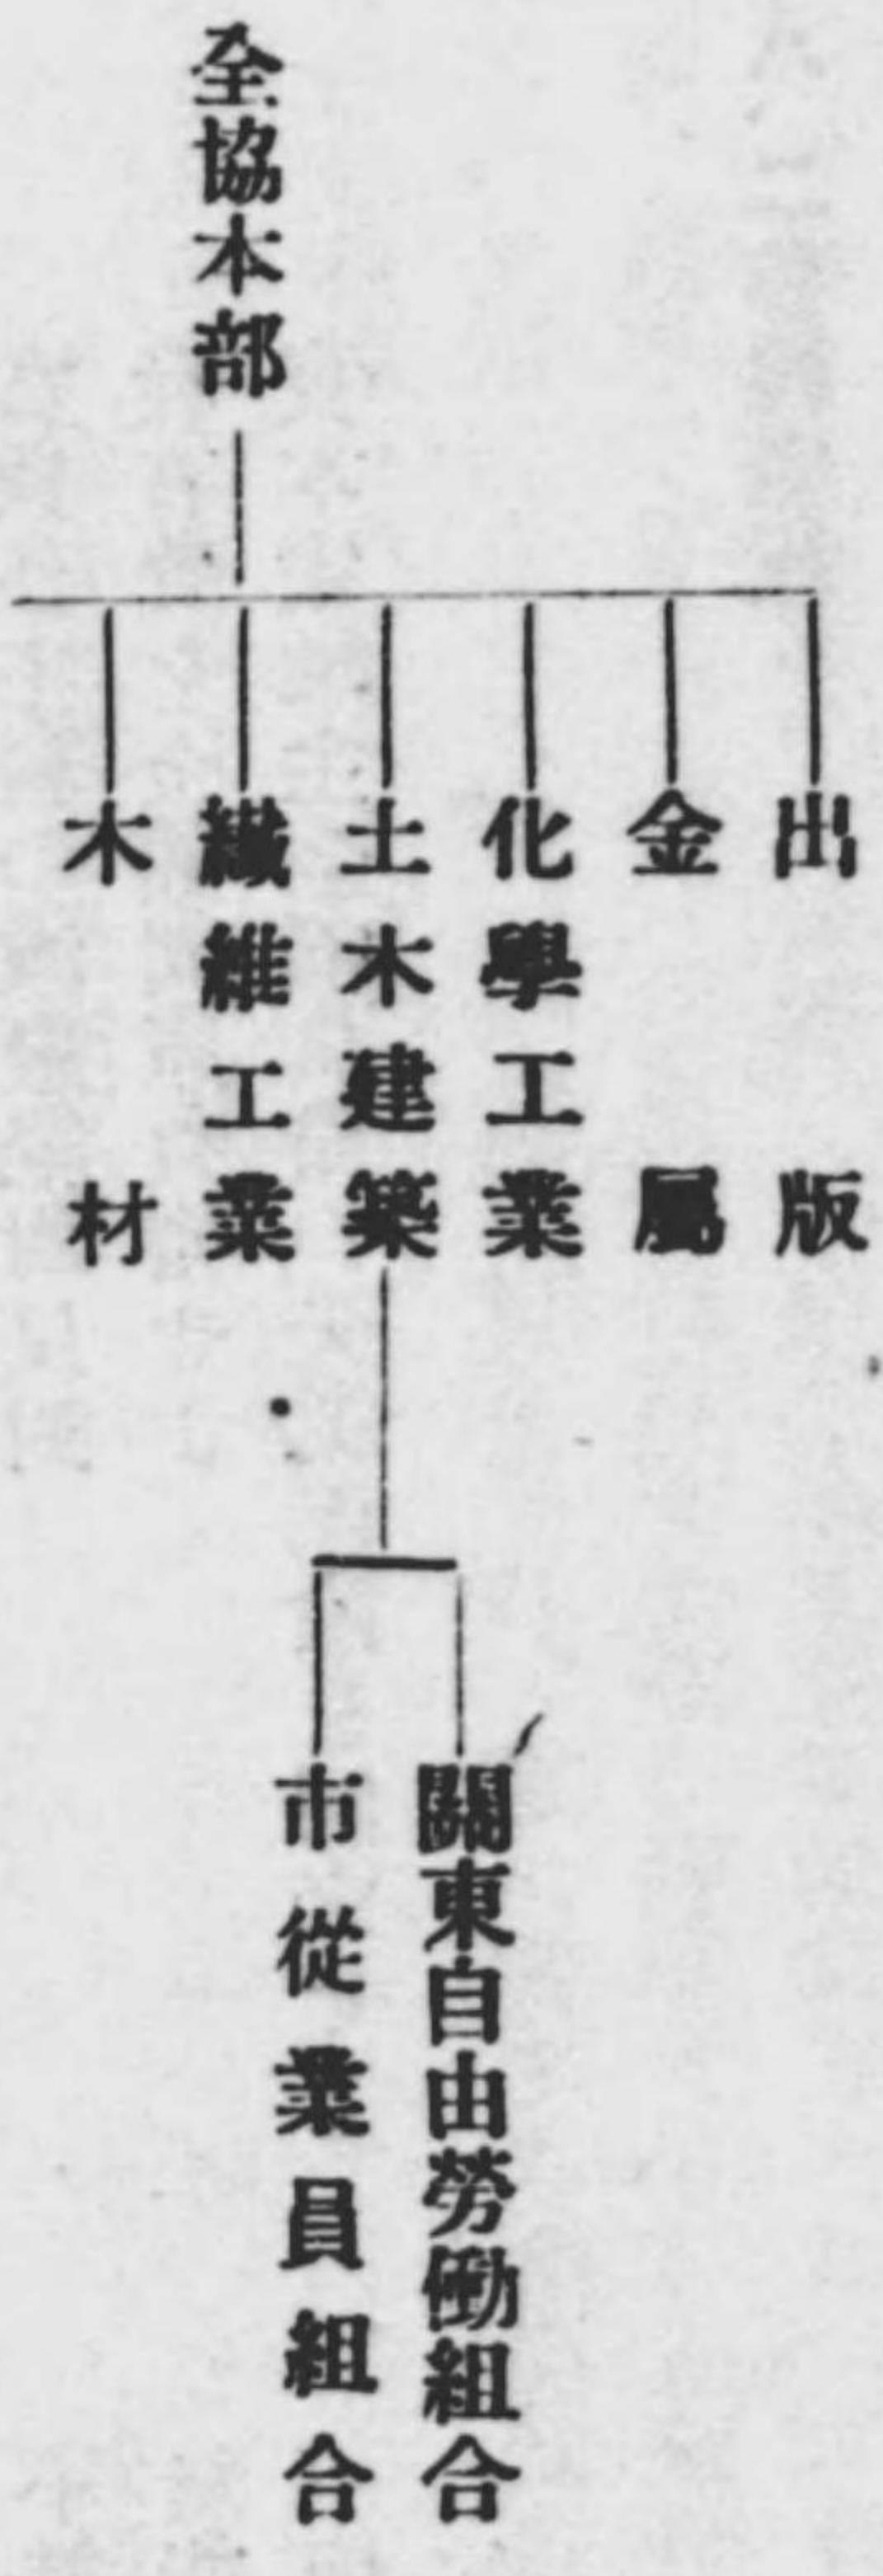 全協本部
出版
金屬
化學工業
土木建築
纖維工業
木材
關東自由勞働組合
市從業員組合